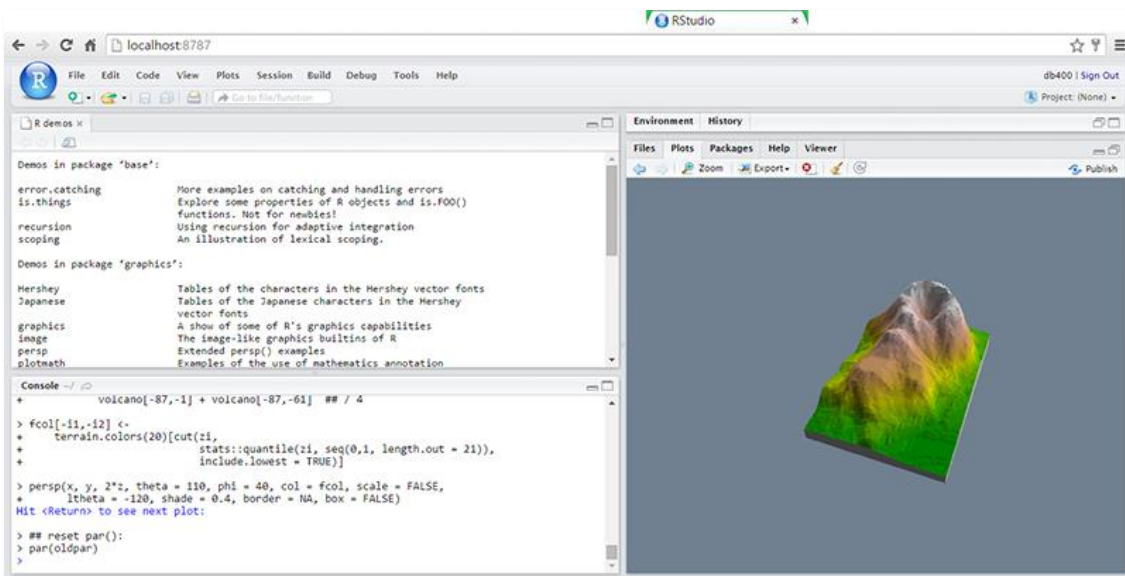 RStudio ×
localhost:8787
R File Edit Code View Plots Session Build Debug Tools Help db400 | Sign Out
Go to file/function Project: (None)
R demos × Environment History
Files Plots Packages Help Viewer
Zoom Export Publish
Demos in package 'base':
error.catching More examples on catching and handling errors
is.things Explore some properties of R objects and is.FOO()
functions. Not for newbies!
recursion Using recursion for adaptive integration
scoping An illustration of lexical scoping.
Demos in package 'graphics':
Hershey Tables of the characters in the Hershey vector fonts
Japanese Tables of the Japanese characters in the Hershey
vector fonts
graphics A show of some of R's graphics capabilities
image The image-like graphics builtins of R
persp Extended persp() examples
plotmath Examples of the use of mathematics annotation
Console ~/
+ volcano[-87,-1] + volcano[-87,-61] ## / 4
> fcol[-i1,-i2] <-
+ terrain.colors(20)[cut(zi,
+ stats::quantile(zi, seq(0,1, length.out = 21)),
+ include.lowest = TRUE)]
> persp(x, y, 2*z, theta = 110, phi = 40, col = fcol, scale = FALSE,
+ ltheta = -120, shade = 0.4, border = NA, box = FALSE)
Hit <Return> to see next plot:
> ## reset par():
> par(oldpar)
>